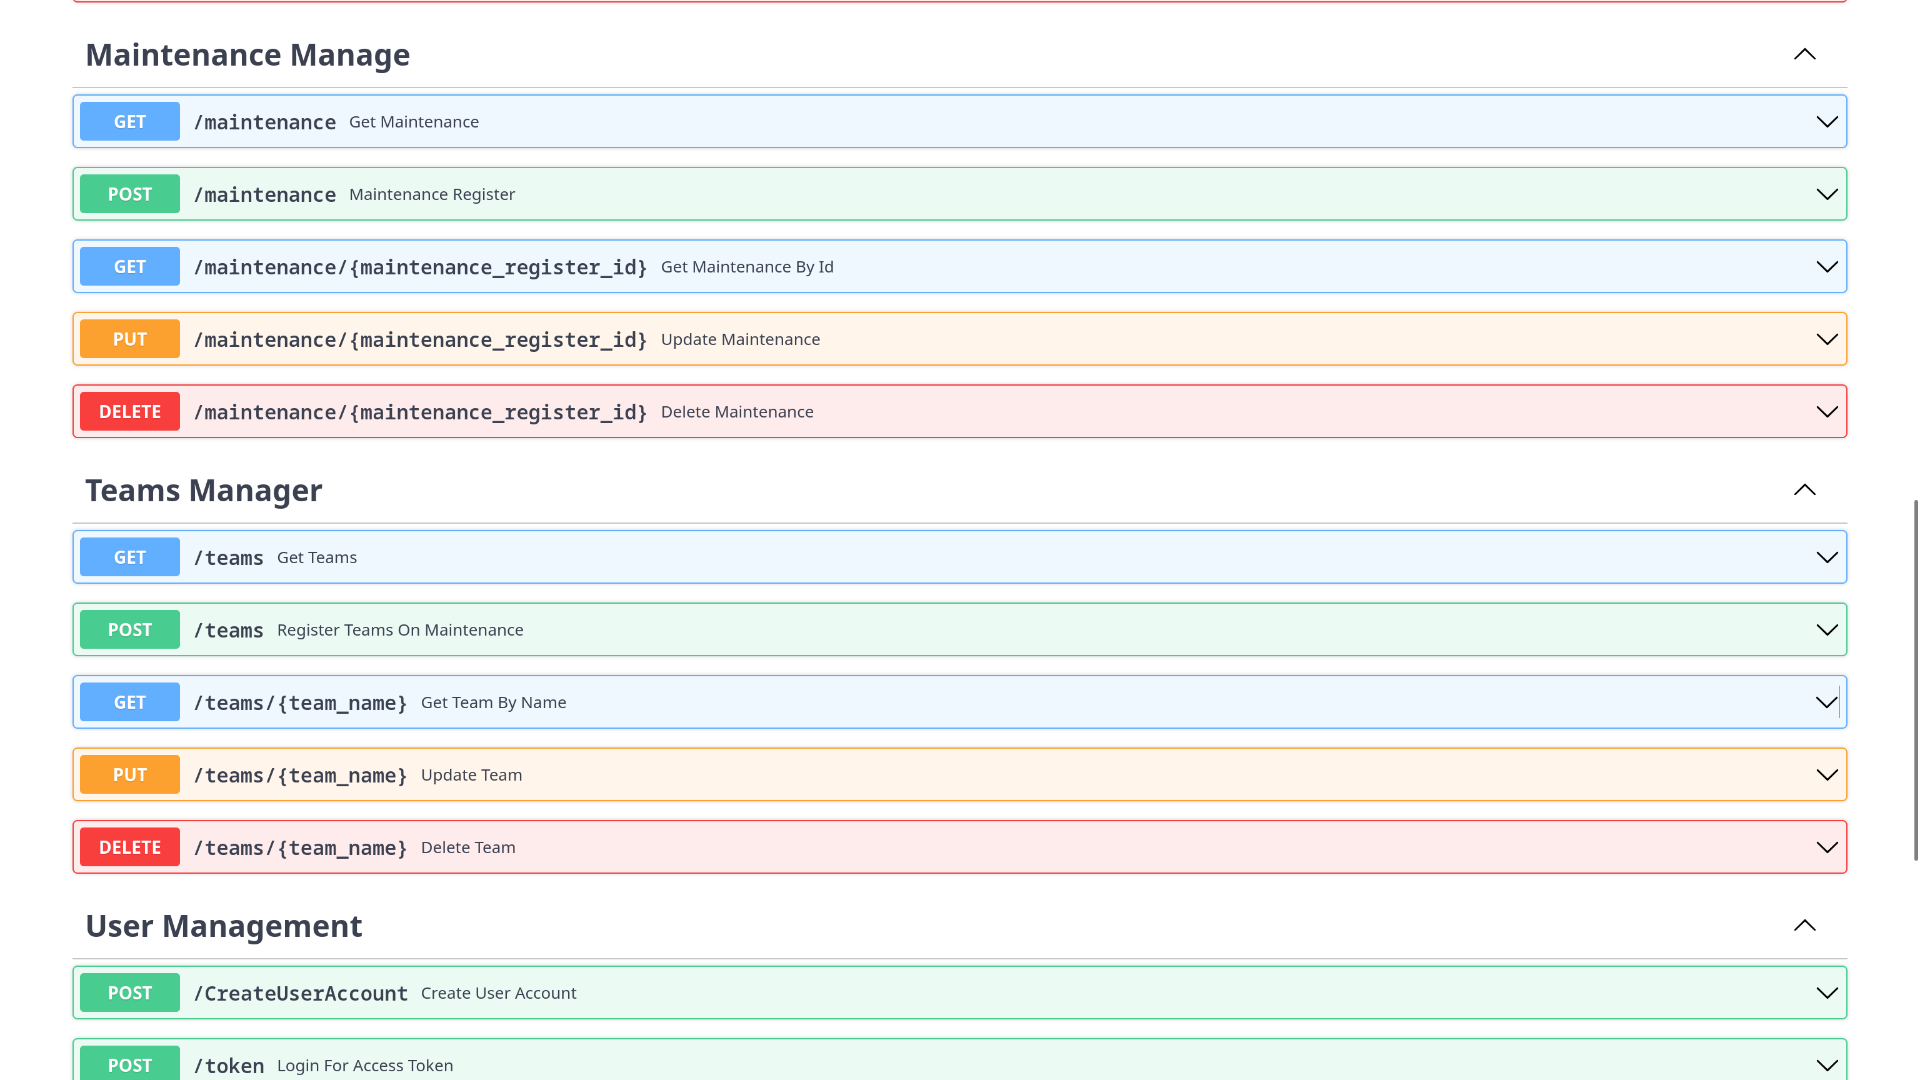 Maintenance Manage
GET /maintenance Get Maintenance
POST /maintenance Maintenance Register
GET /maintenance/{maintenance_register_id} Get Maintenance By Id
PUT /maintenance/{maintenance_register_id} Update Maintenance
DELETE /maintenance/{maintenance_register_id} Delete Maintenance
Teams Manager
GET /teams Get Teams
POST /teams Register Teams On Maintenance
GET /teams/{team_name} Get Team By Name
PUT /teams/{team_name} Update Team
DELETE /teams/{team_name} Delete Team
User Management
POST /CreateUserAccount Create User Account
POST /token Login For Access Token